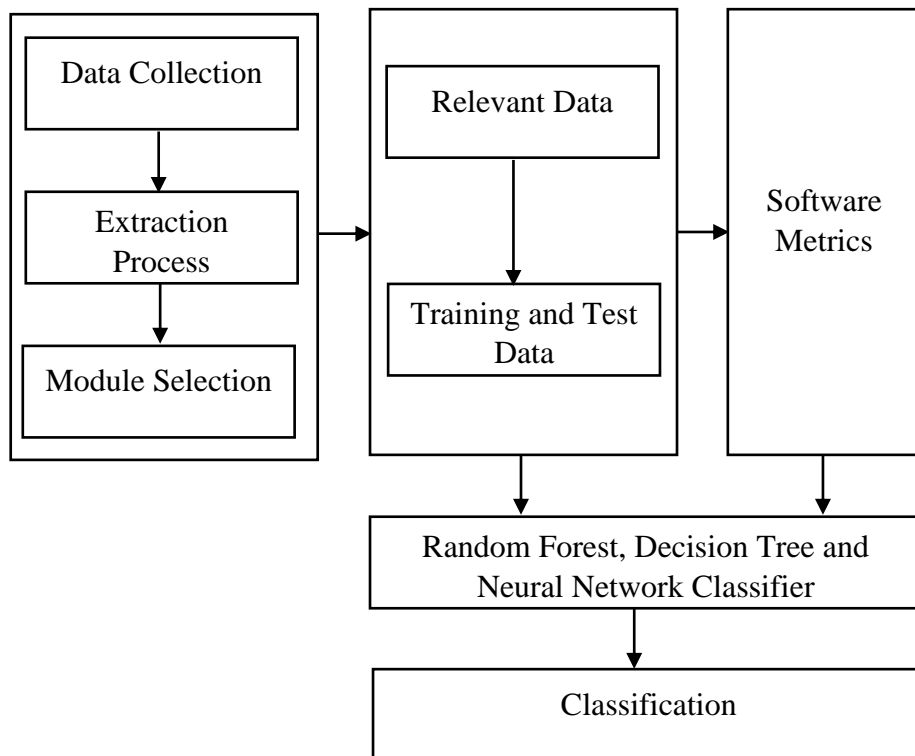 Data Collection
Extraction
Process
Module Selection
Relevant Data
Training and Test
Data
Software
Metrics
Random Forest, Decision Tree and
Neural Network Classifier
Classification